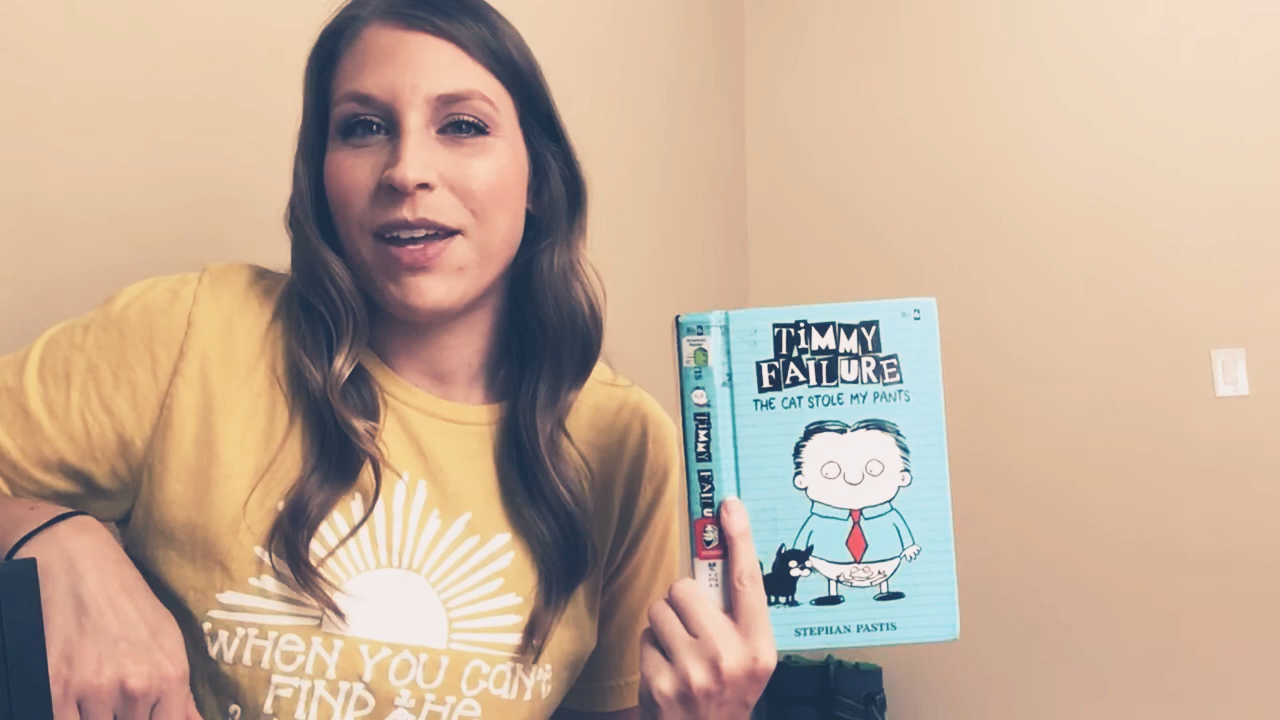 TiMMY
FAILURE
THE CAT STOLE MY PANTS
STEPHAN PASTIS
TIMMY FAILU
WHEN YOU CAN'T
FIND THE